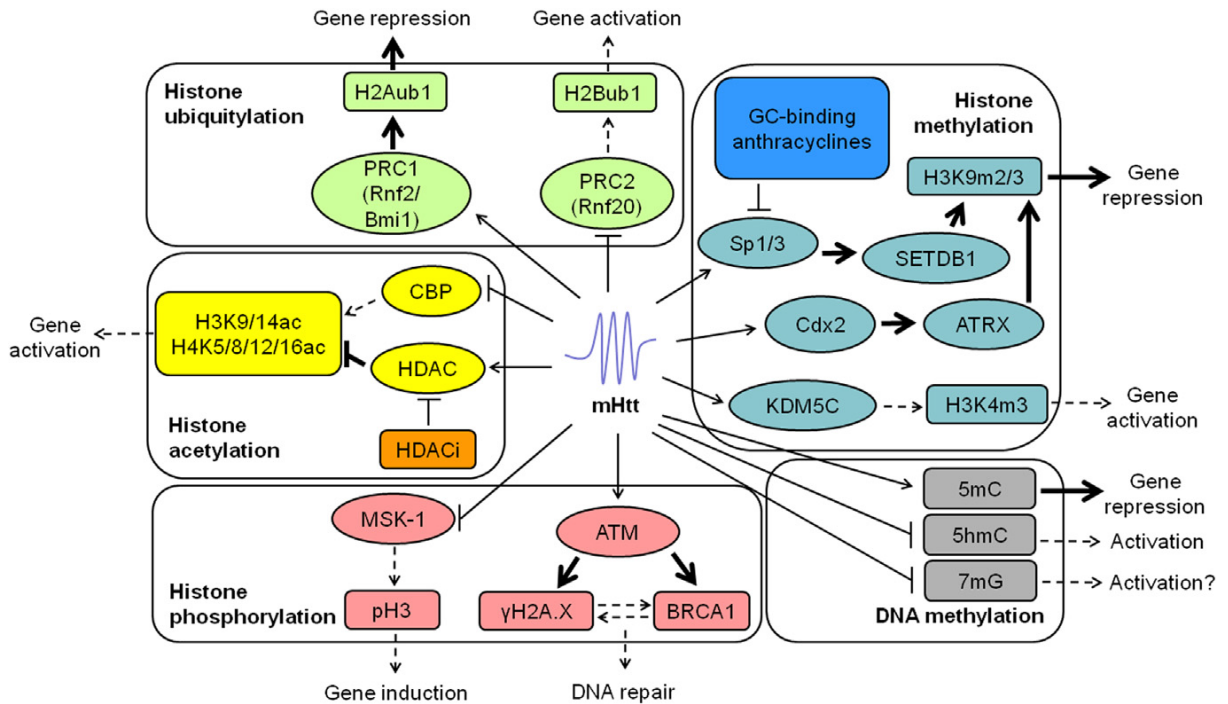 Gene repression
Gene activation
Histone
ubiquitylation
H2Aub1
H2Bub1
PRC1
(Rnf2/
Bmi1)
PRC2
(Rnf20)
GC-binding
anthracyclines
Histone
methylation
H3K9m2/3
Gene
repression
Sp1/3
SETDB1
Cdx2
ATRX
KDM5C
H3K4m3
Gene
activation
Gene
activation
H3K9/14ac
H4K5/8/12/16ac
CBP
HDAC
HDACi
Histone
acetylation
mHtt
5mC
Gene
repression
5hmC
Activation
7mG
Activation?
DNA methylation
MSK-1
ATM
Histone
phosphorylation
pH3
γH2A.X
BRCA1
Gene induction
DNA repair